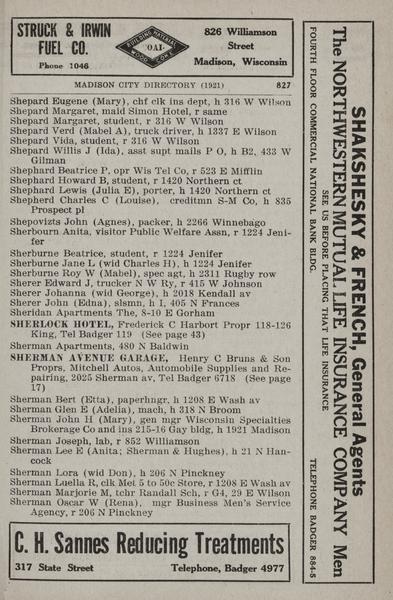 STRUCK & IRWIN
FUEL CO.
Phone 1046
BUILDING MATERIAL
OAI
WOOD COKE
826 Williamson
Street
Madison, Wisconsin
MADISON CITY DIRECTORY (1921) 827
Shepard Eugene (Mary), chf clk ins dept, h 316 W Wilson
Shepard Margaret, maid Simon Hotel, r same
Shepard Margaret, student, r 316 W Wilson
Shepard Verd (Mabel A), truck driver, h 1337 E Wilson
Shepard Vida, student, r 316 W Wilson
Shepard Willis J (Ida), asst supt mails P O, h B2, 433 W
Gilman
Shephard Beatrice P, opr Wis Tel Co, r 523 E Mifflin
Shephard Howard B, student, r 1420 Northern ct
Shephard Lewis (Julia E), porter, h 1420 Northern ct
Shepherd Charles C (Louise), creditmn S-M Co, h 835
Prospect pl
Shepovizts John (Agnes), packer, h 2266 Winnebago
Sherbourn Anita, visitor Public Welfare Assn, r 1224 Jeni-
fer
Sherburne Beatrice, student, r 1224 Jenifer
Sherburne Jane L (wid Charles H), h 1224 Jenifer
Sherburne Roy W (Mabel), spec agt, h 2311 Rugby row
Sherer Edward J, trucker N W Ry, r 415 W Johnson
Sherer Johanna (wid George), h 2018 Kendall av
Sherer John (Edna), slsmn, h I, 405 N Frances
Sheridan Apartments The, 8-10 E Gorham
SHERLOCK HOTEL, Frederick C Harbort Propr 118-126
King, Tel Badger 119 (See page 43)
Sherman Apartments, 480 N Baldwin
SHERMAN AVENUE GARAGE, Henry C Bruns & Son
Proprs, Mitchell Autos, Automobile Supplies and Re-
pairing, 2025 Sherman av, Tel Badger 6718 (See page
17)
Sherman Bert (Etta), paperhngr, h 1208 E Wash av
Sherman Glen E (Adelia), mach, h 318 N Broom
Sherman John H (Mary), gen mgr Wisconsin Specialties
Brokerage Co and ins 215-16 Gay bldg, h 1921 Madison
Sherman Joseph, lab, r 852 Williamson
Sherman Lee E (Anita; Sherman & Hughes), h 21 N Han-
cock
Sherman Lora (wid Don), h 206 N Pinckney
Sherman Luella R, clk Met 5 to 50c Store, r 1208 E Wash av
Sherman Marjorie M, tchr Randall Sch, r G4, 29 E Wilson
Sherman Oscar W (Rena), mgr Business Men's Service
Agency, r 206 N Pinckney
C. H. Sannes Reducing Treatments
317 State Street Telephone, Badger 4977
SHAKSHESKY & FRENCH, General Agents
The NORTHWESTERN MUTUAL LIFE INSURANCE COMPANY Men
SEE US BEFORE PLACING THAT LIFE INSURANCE
FOURTH FLOOR COMMERCIAL NATIONAL BANK BLDG. TELEPHONE BADGER 884-5